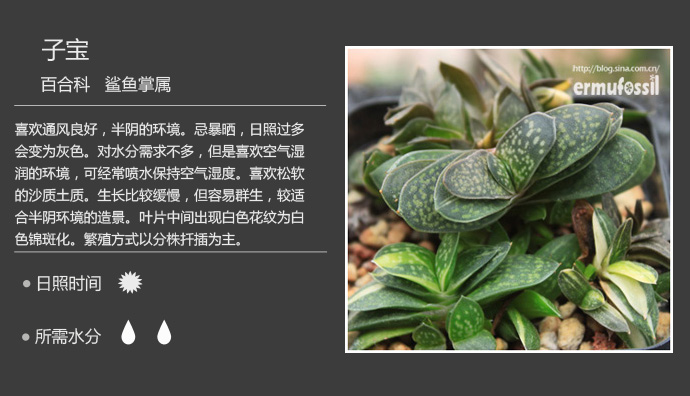 子宝
百合科 鲨鱼掌属
喜欢通风良好，半阴的环境。忌暴晒，日照过多
会变为灰色。对水分需求不多，但是喜欢空气湿
润的环境，可经常喷水保持空气湿度。喜欢松软
的沙质土质。生长比较缓慢，但容易群生，较适
合半阴环境的造景。叶片中间出现白色花纹为白
色锦斑化。繁殖方式以分株扦插为主。
日照时间
所需水分
http://blog.sina.com.cn/
ermufossil